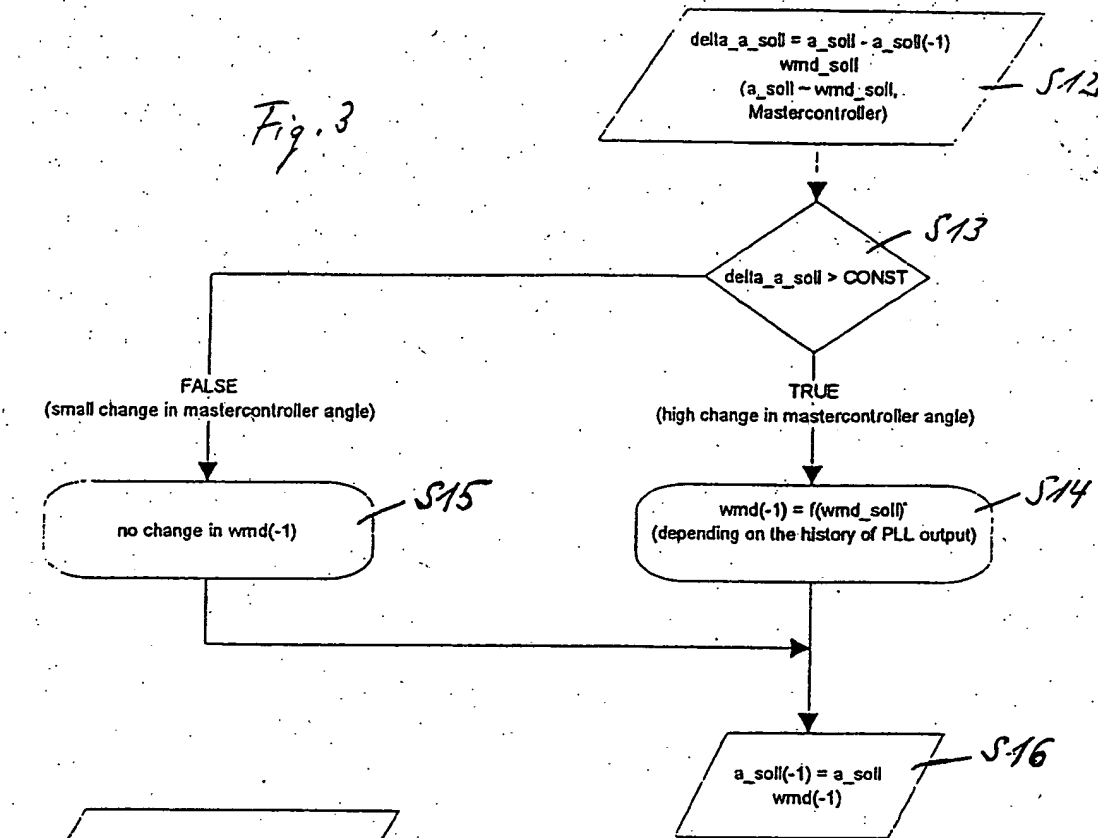 delta_a_soll = a_soll - a_soll(-1)
wmd_soll
(a_soll ~ wmd_soll,
Mastercontroller)
S12
Fig. 3
S13
delta_a_soll > CONST
FALSE
(small change in mastercontroller angle)
TRUE
(high change in mastercontroller angle)
S15
no change in wmd(-1)
S14
wmd(-1) = f(wmd_soll)
(depending on the history of PLL output)
S16
a_soll(-1) = a_soll
wmd(-1)